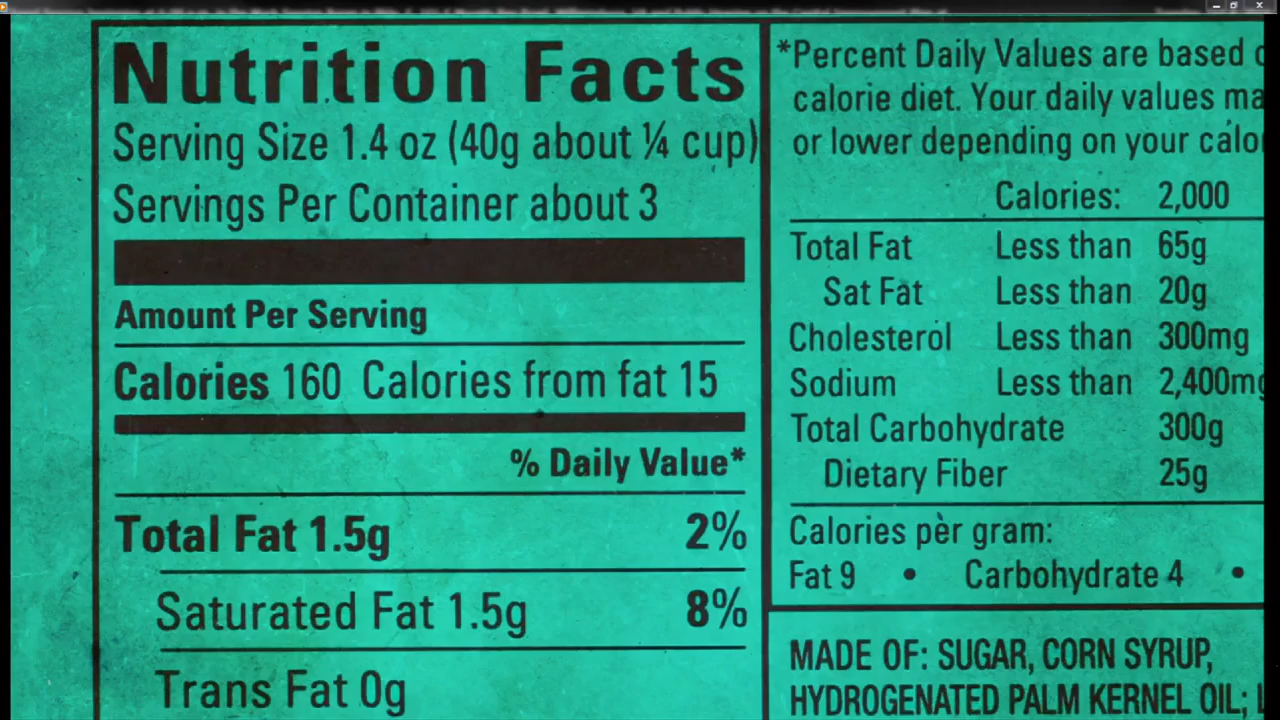 Nutrition Facts
Serving Size 1.4 oz (40g about ¼ cup)
Servings Per Container about 3
Amount Per Serving
Calories 160 Calories from fat 15
% Daily Value*
Total Fat 1.5g 2%
Saturated Fat 1.5g 8%
Trans Fat 0g
*Percent Daily Values are based
calorie diet. Your daily values
or lower depending on your
Calories: 2,000
Total Fat Less than 65g
Sat Fat Less than 20g
Cholesterol Less than 300mg
Sodium Less than 2,400mg
Total Carbohydrate 300g
Dietary Fiber 25g
Calories per gram:
Fat 9 • Carbohydrate 4 •
MADE OF: SUGAR, CORN SYRUP,
HYDROGENATED PALM KERNEL OIL;